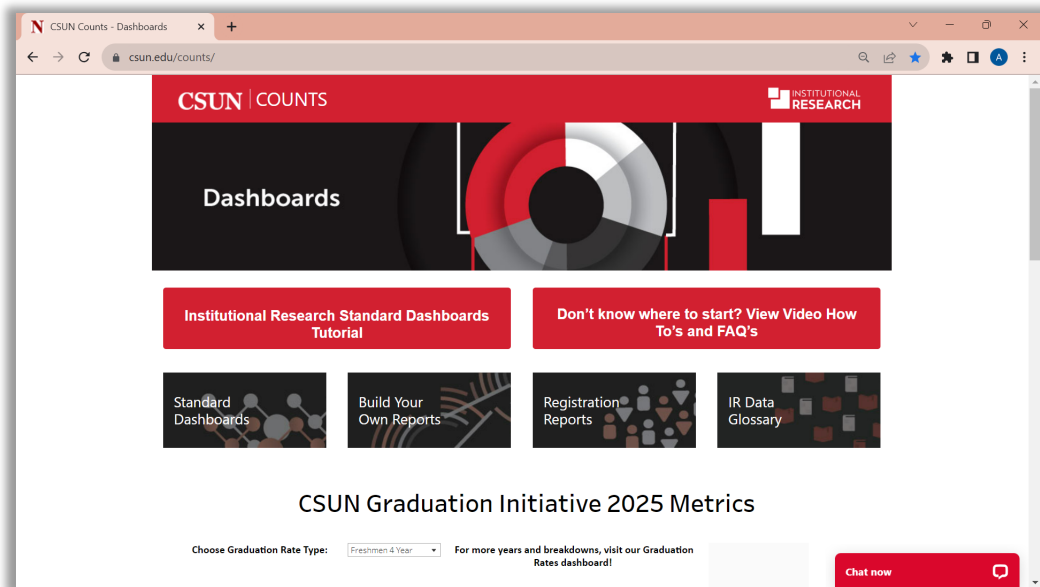 N CSUN Counts - Dashboards
csun.edu/counts/
A
CSUN COUNTS
INSTITUTIONAL
RESEARCH
Dashboards
Institutional Research Standard Dashboards
Tutorial
Don't know where to start? View Video How
To's and FAQ's
Standard
Dashboards
Build Your
Own Reports
Registration
Reports
IR Data
Glossary
CSUN Graduation Initiative 2025 Metrics
Choose Graduation Rate Type:
Freshmen 4 Year
For more years and breakdowns, visit our Graduation
Rates dashboard!
Chat now